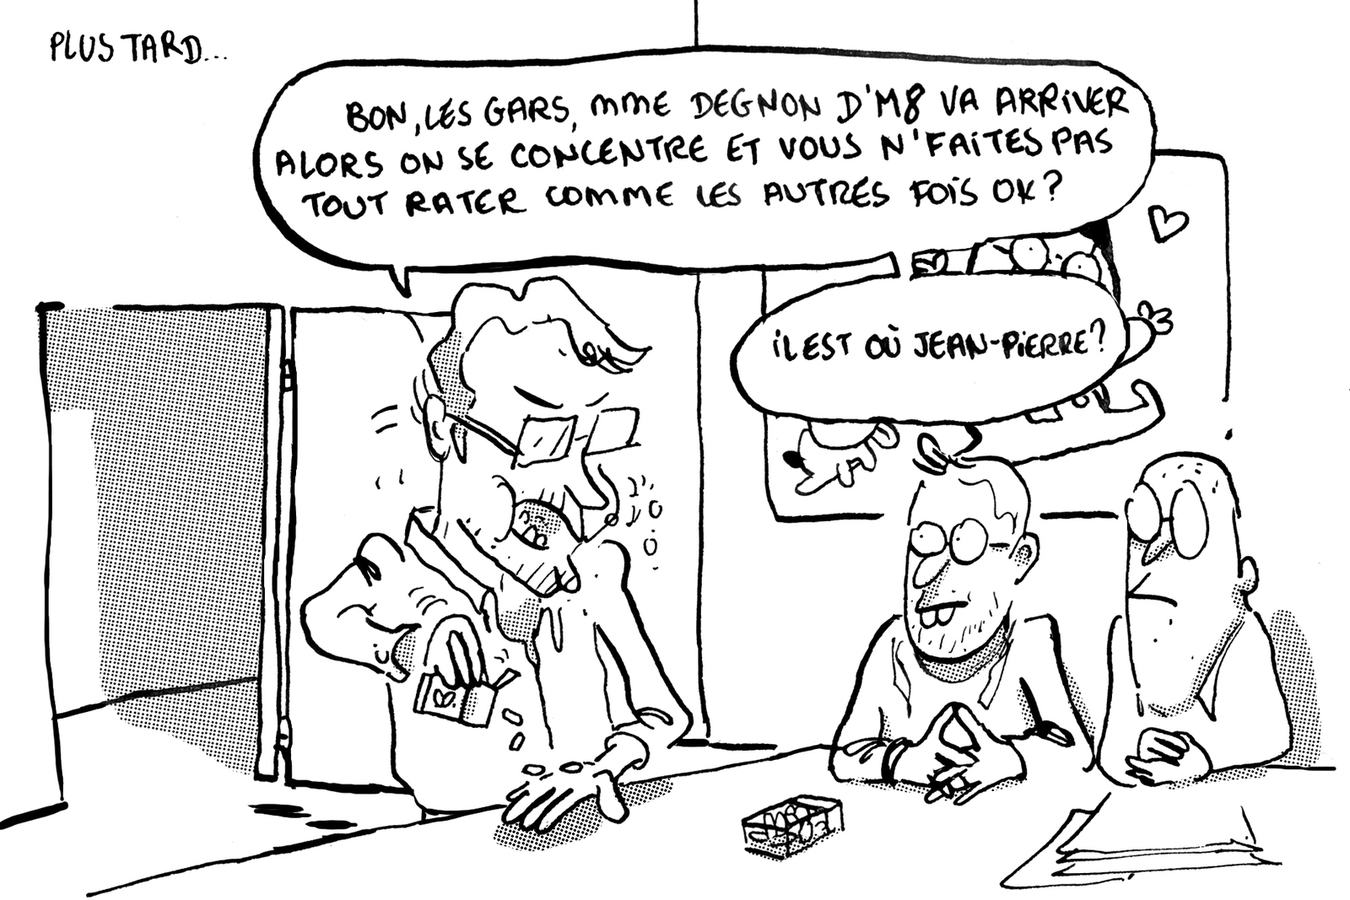 PLUS TARD...
BON, LES GARS, MME DEGNON D'M8 VA ARRIVER
ALORS ON SE CONCENTRE ET VOUS N'FAITES PAS
TOUT RATER COMME LES AUTRES FOIS OK?
IL EST OÙ JEAN-PIERRE?